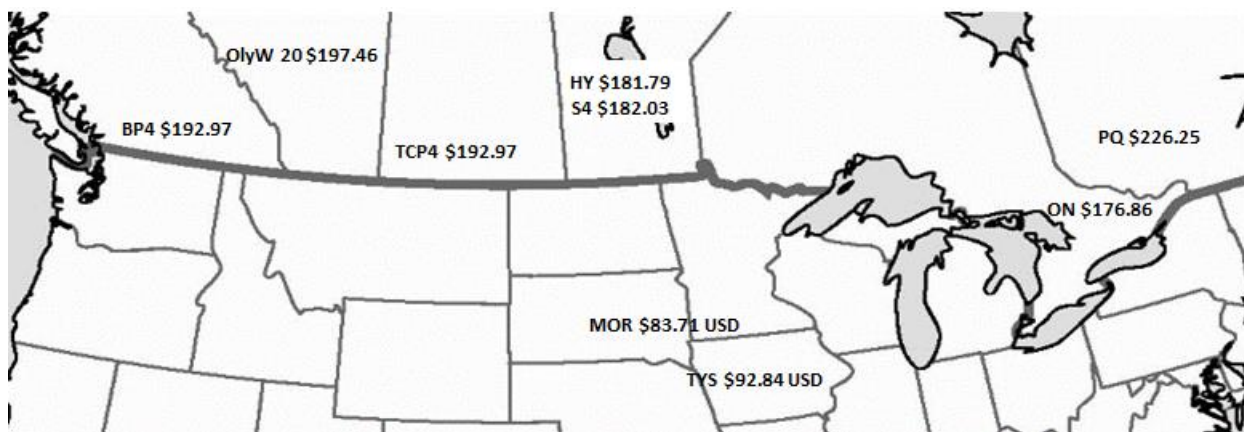 OlyW 20 $197.46
HY $181.79
S4 $182.03
BP4 $192.97
TCP4 $192.97
PQ $226.25
ON $176.86
MOR $83.71 USD
TYS $92.84 USD